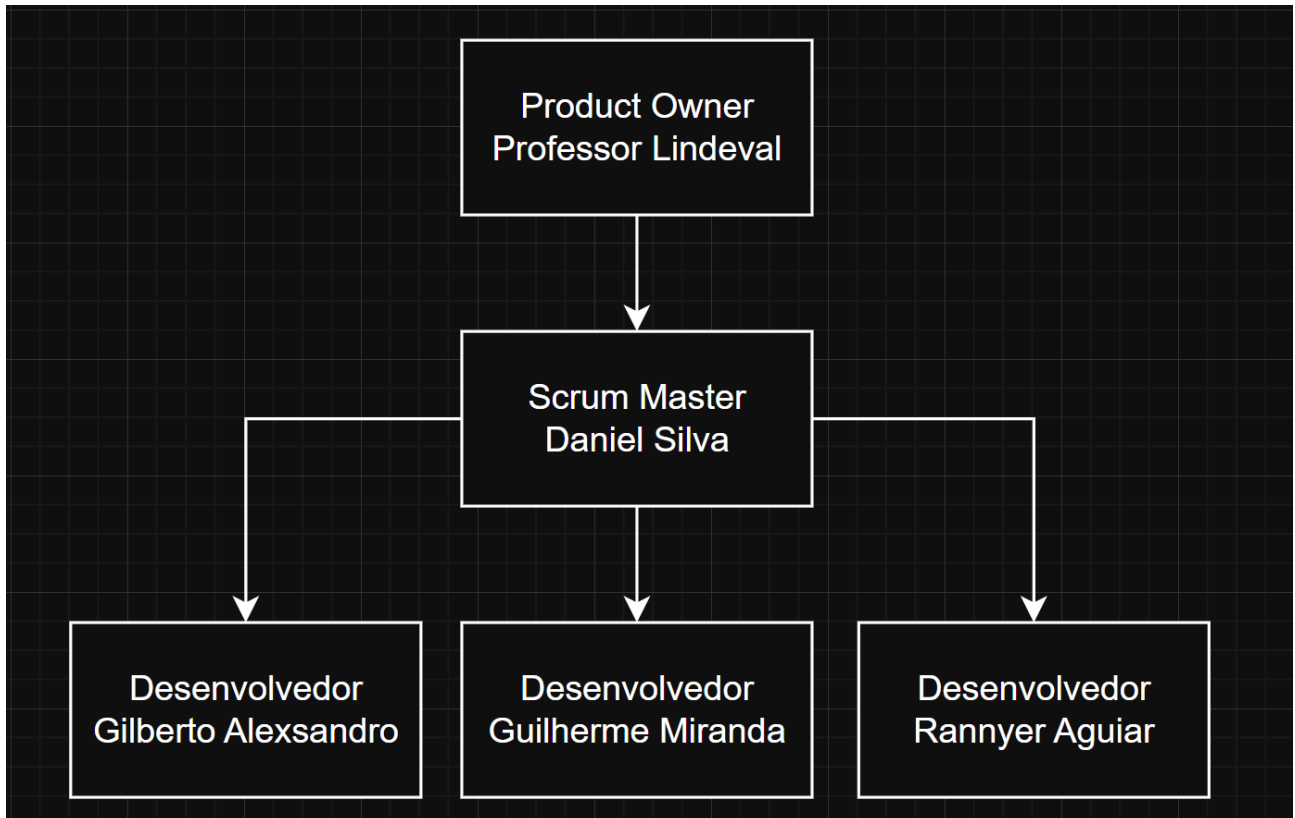 Product Owner
Professor Lindeval
Scrum Master
Daniel Silva
Desenvolvedor
Gilberto Alexsandro
Desenvolvedor
Guilherme Miranda
Desenvolvedor
Rannyer Aguiar